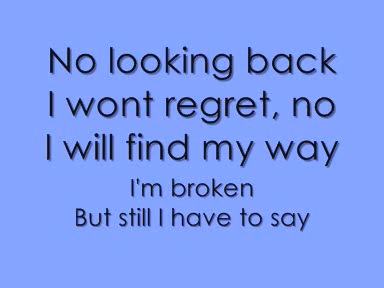 No looking back
I wont regret, no
I will find my way
I'm broken
But still I have to say